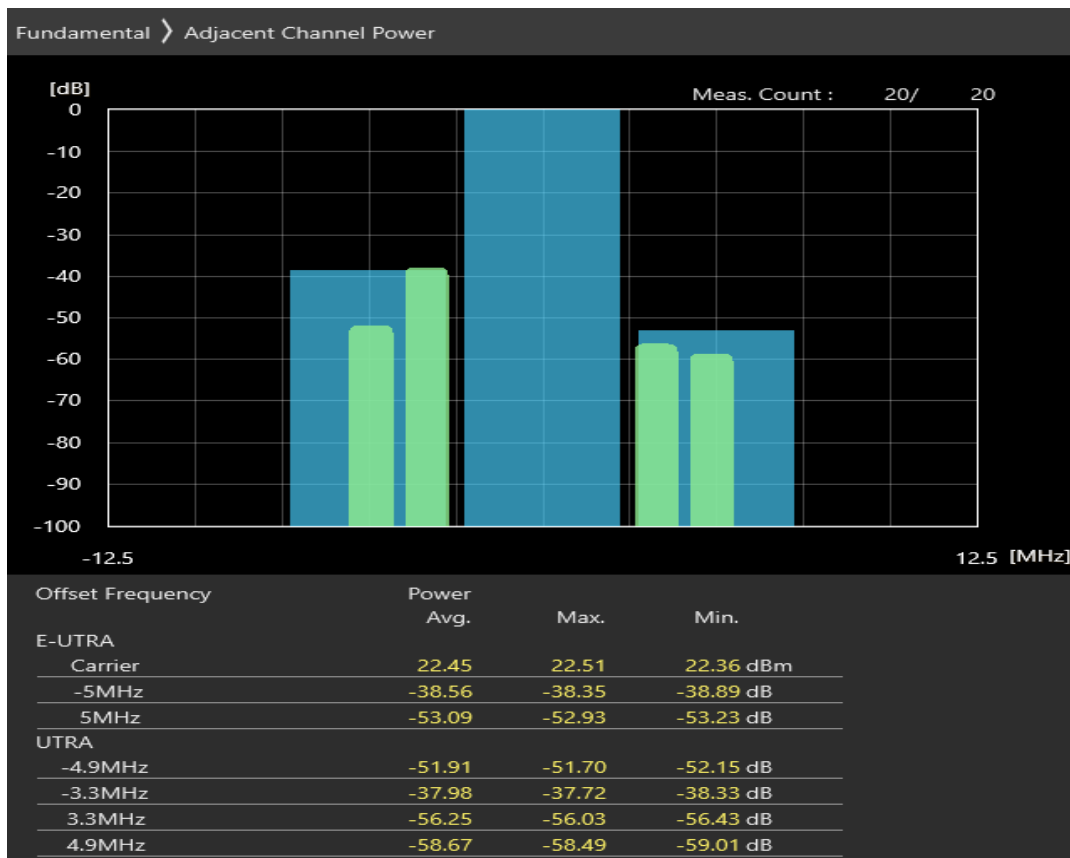 Fundamental 〉 Adjacent Channel Power
[dB]
Meas. Count : 20/ 20
0
-10
-20
-30
-40
-50
-60
-70
-80
-90
-100
-12.5 12.5 [MHz]
Offset Frequency Power
Avg. Max. Min.
E-UTRA
Carrier 22.45 22.51 22.36 dBm
-5MHz -38.56 -38.35 -38.89 dB
5MHz -53.09 -52.93 -53.23 dB
UTRA
-4.9MHz -51.91 -51.70 -52.15 dB
-3.3MHz -37.98 -37.72 -38.33 dB
3.3MHz -56.25 -56.03 -56.43 dB
4.9MHz -58.67 -58.49 -59.01 dB